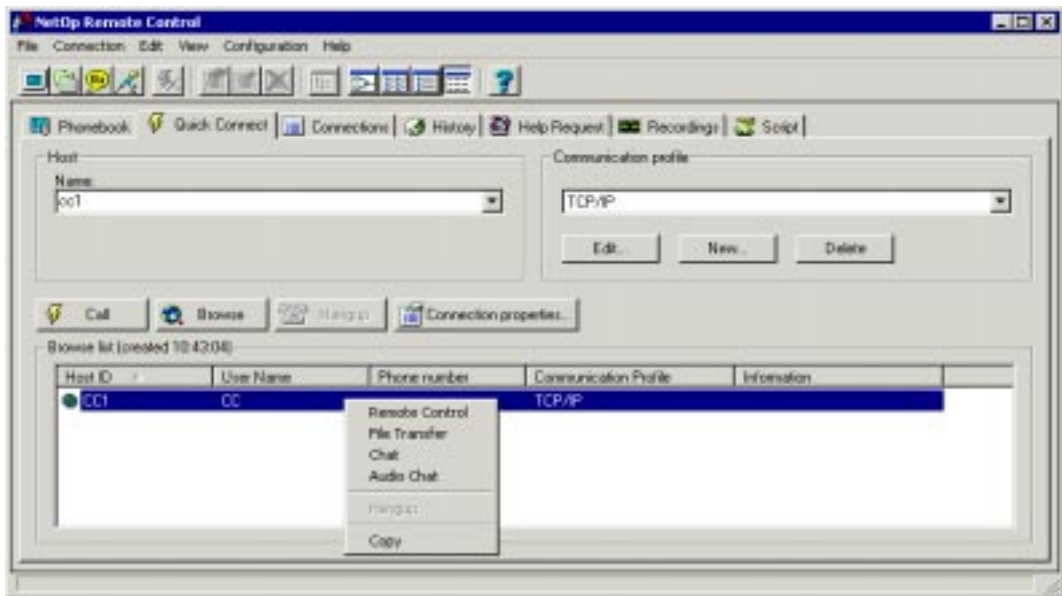 NetOp Remote Control
File Connection Edit View Configuration Help
Phonebook Quick Connect Connections History Help Request Recordings Script
Host
Communication profile
Name:
cc1
TCP/IP
Edit... New... Delete
Call Browse Hangup Connection properties...
Browse list (created 10:43:04)
Host ID User Name Phone number Communication Profile Information
CC1 CC TCP/IP
Remote Control
File Transfer
Chat
Audio Chat
Hangup
Copy